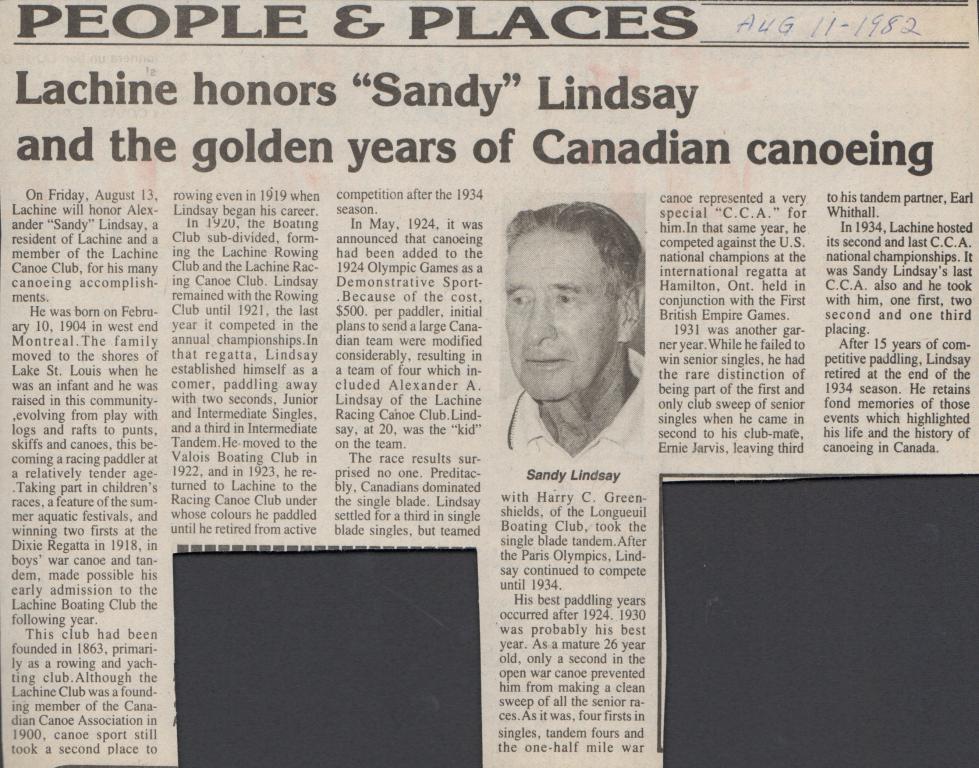 PEOPLE & PLACES
AUG 11-1982
Lachine honors “Sandy” Lindsay
and the golden years of Canadian canoeing
On Friday, August 13,
Lachine will honor Alex-
ander “Sandy” Lindsay, a
resident of Lachine and a
member of the Lachine
Canoe Club, for his many
canoeing accomplish-
ments.
He was born on Febru-
ary 10, 1904 in west end
Montreal.The family
moved to the shores of
Lake St. Louis when he
was an infant and he was
raised in this community-
,evolving from play with
logs and rafts to punts,
skiffs and canoes, this be-
coming a racing paddler at
a relatively tender age-
.Taking part in children's
races, a feature of the sum-
mer aquatic festivals, and
winning two firsts at the
Dixie Regatta in 1918, in
boys' war canoe and tan-
dem, made possible his
early admission to the
Lachine Boating Club the
following year.
This club had been
founded in 1863, primari-
ly as a rowing and yach-
ting club.Although the
Lachine Club was a found-
ing member of the Cana-
dian Canoe Association in
1900, canoe sport still
took a second place to
rowing even in 1919 when
Lindsay began his career.
In 1920, the Boating
Club sub-divided, form-
ing the Lachine Rowing
Club and the Lachine Rac-
ing Canoe Club. Lindsay
remained with the Rowing
Club until 1921, the last
year it competed in the
annual championships.In
that regatta, Lindsay
established himself as a
comer, paddling away
with two seconds, Junior
and Intermediate Singles,
and a third in Intermediate
Tandem.He moved to the
Valois Boating Club in
1922, and in 1923, he re-
turned to Lachine to the
Racing Canoe Club under
whose colours he paddled
until he retired from active
competition after the 1934
season.
In May, 1924, it was
announced that canoeing
had been added to the
1924 Olympic Games as a
Demonstrative Sport-
.Because of the cost,
$500. per paddler, initial
plans to send a large Cana-
dian team were modified
considerably, resulting in
a team of four which in-
cluded Alexander A.
Lindsay of the Lachine
Racing Canoe Club.Lind-
say, at 20, was the “kid”
on the team.
The race results sur-
prised no one. Preditac-
bly, Canadians dominated
the single blade. Lindsay
settled for a third in single
blade singles, but teamed
Sandy Lindsay
with Harry C. Green-
shields, of the Longueuil
Boating Club, took the
single blade tandem.After
the Paris Olympics, Lind-
say continued to compete
until 1934.
His best paddling years
occurred after 1924. 1930
was probably his best
year. As a mature 26 year
old, only a second in the
open war canoe prevented
him from making a clean
sweep of all the senior ra-
ces.As it was, four firsts in
singles, tandem fours and
the one-half mile war
canoe represented a very
special “C.C.A.” for
him.In that same year, he
competed against the U.S.
national champions at the
international regatta at
Hamilton, Ont. held in
conjunction with the First
British Empire Games.
1931 was another gar-
ner year.While he failed to
win senior singles, he had
the rare distinction of
being part of the first and
only club sweep of senior
singles when he came in
second to his club-mate,
Ernie Jarvis, leaving third
to his tandem partner, Earl
Whithall.
In 1934, Lachine hosted
its second and last C.C.A.
national championships. It
was Sandy Lindsay's last
C.C.A. also and he took
with him, one first, two
second and one third
placing.
After 15 years of com-
petitive paddling, Lindsay
retired at the end of the
1934 season. He retains
fond memories of those
events which highlighted
his life and the history of
canoeing in Canada.